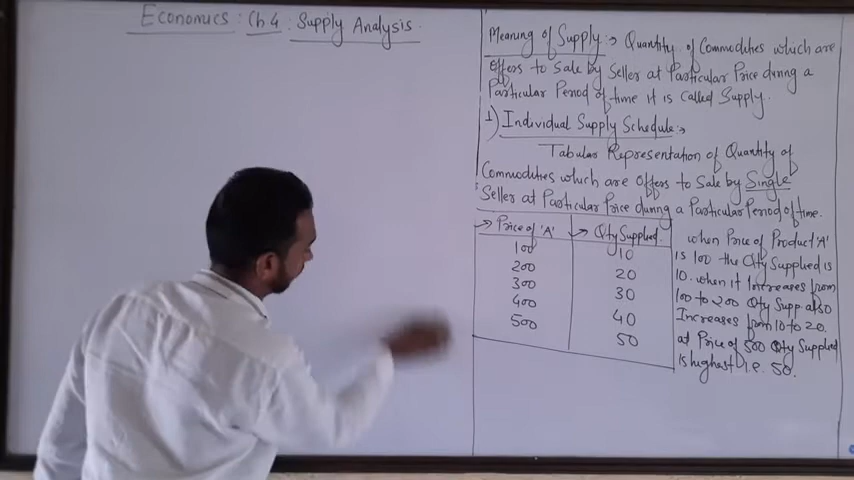 Economics : Ch 4 : Supply Analysis.
Meaning of Supply :→ Quantity of Commodities which are
offers to Sale by Seller at Particular Price during a
Particular Period of time it is called Supply.
1) Individual Supply Schedule :→
Tabular Representation of Quantity of
Commodities which are offers to Sale by Single
Seller at Particular Price during a Particular Period of time.
→ Price of 'A' → Qty Supplied
100 10
200 20
300 30
400 40
500 50
when Price of Product 'A'
is 100 the Qty Supplied is
10. when it Increases from
100 to 200 Qty Supp also
Increases from 10 to 20.
at Price of 500 Qty Supplied
is highest i.e. 50.